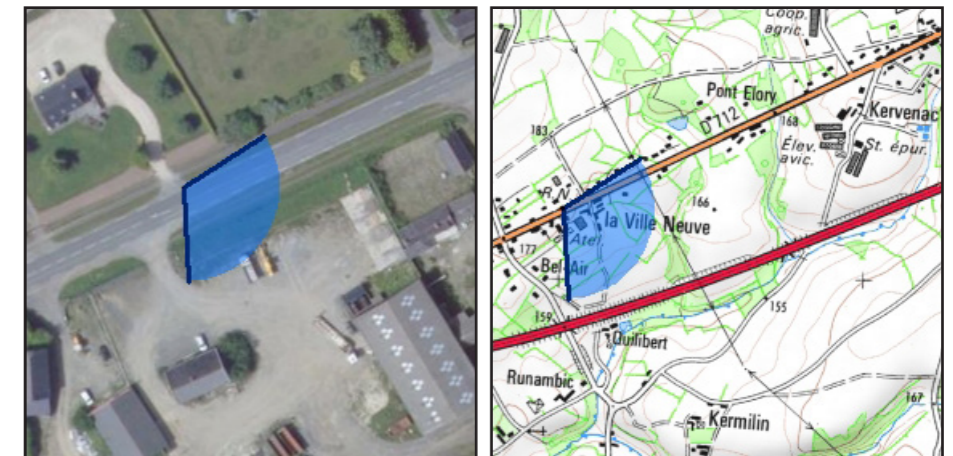 Coop.
agric.
Pont Elory
D712
168
Kervenac
183
Élev.
avic.
St. épur.
R.N
166
la Ville Neuve
Atel
177
Bel-Air
159
155
Quilibert
Runambic
167
Kermilin